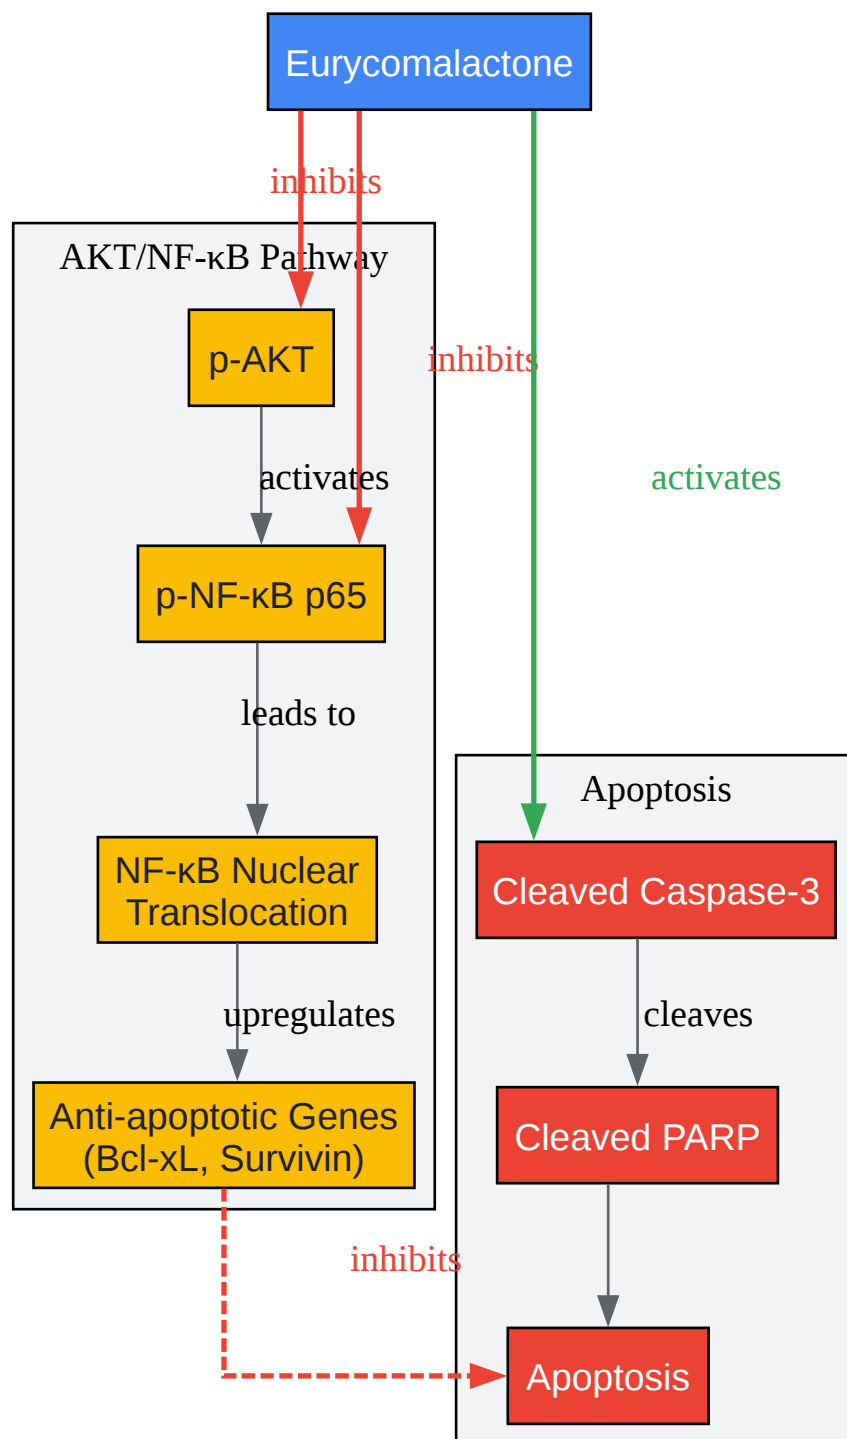 Eurycomalactone
inhibits
AKT/NF-κB Pathway
p-AKT
inhibits
activates
activates
p-NF-κB p65
leads to
Apoptosis
NF-κB Nuclear
Translocation
Cleaved Caspase-3
upregulates
cleaves
Anti-apoptotic Genes
(Bcl-xL, Survivin)
Cleaved PARP
inhibits
Apoptosis